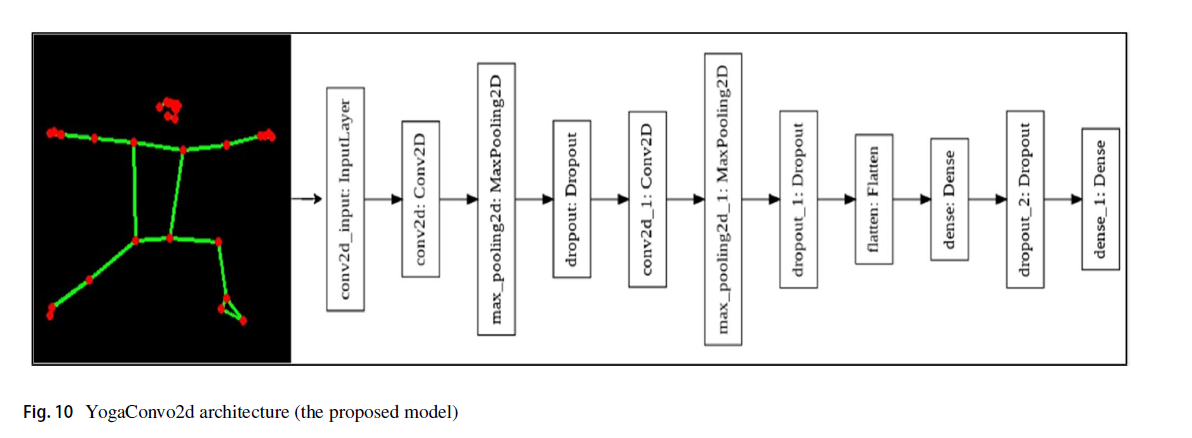 conv2d_input: InputLayer
conv2d: Conv2D
max_pooling2d: MaxPooling2D
dropout: Dropout
conv2d_1: Conv2D
max_pooling2d_1: MaxPooling2D
dropout_1: Dropout
flatten: Flatten
dense: Dense
dropout_2: Dropout
dense_1: Dense
Fig. 10 YogaConvo2d architecture (the proposed model)